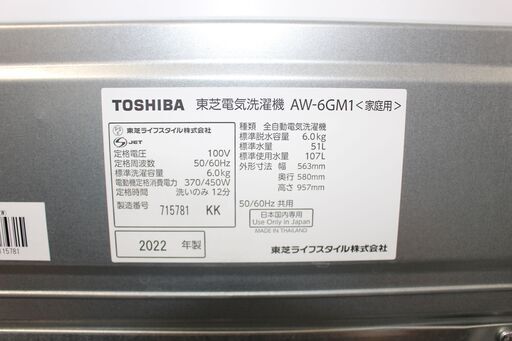 TOSHIBA 東芝電気洗濯機 AW-6GM1<家庭用>
東芝ライフスタイル株式会社
S JET
定格電圧 100V
定格周波数 50/60Hz
標準洗濯容量 6.0kg
電動機定格消費電力 370/450W
定格時間 洗いのみ 12分
製造番号 715781 KK
2022 年製
種類 全自動電気洗濯機
標準脱水容量 6.0kg
標準水量 51L
標準使用水量 107L
外形寸法 幅 563mm
奥行 580mm
高さ 957mm
50/60Hz 共用
日本国内専用
Use Only in Japan
MADE IN THAILAND
東芝ライフスタイル株式会社
15781